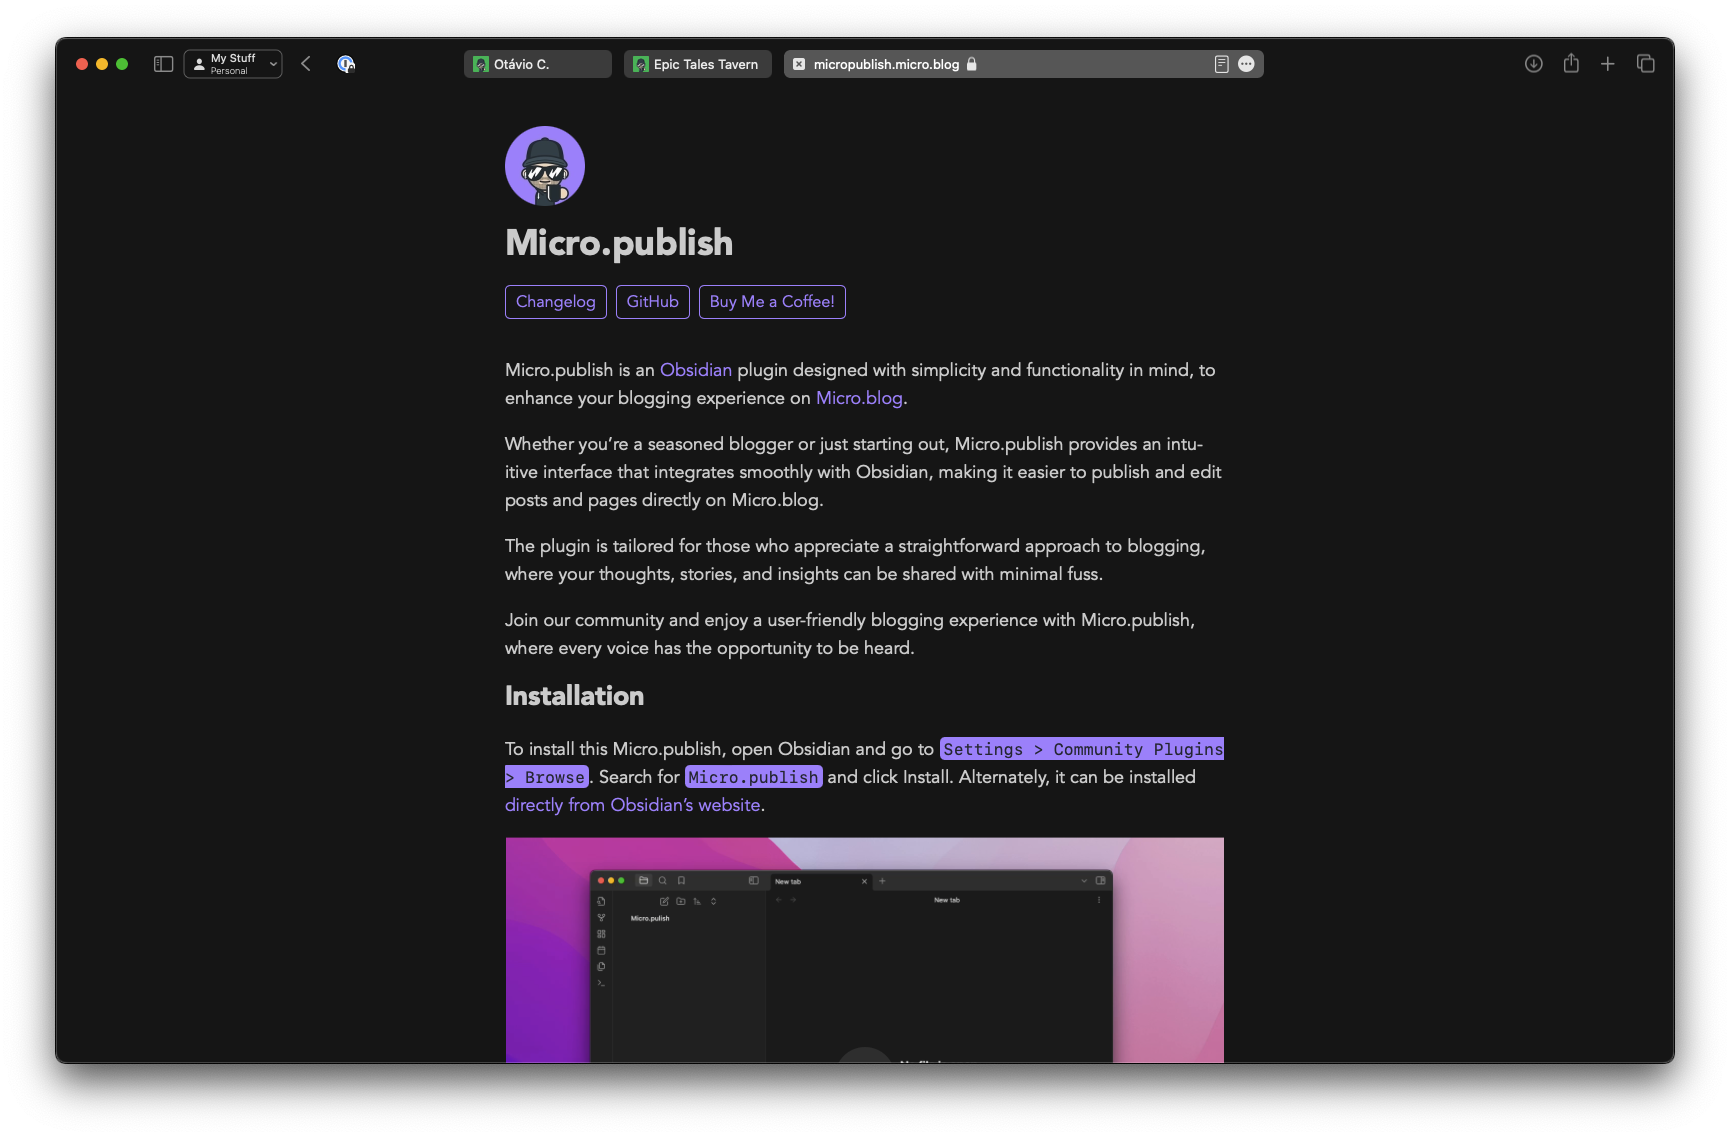 My Stuff
Personal
Otávio C.
Epic Tales Tavern
micropublish.micro.blog
Micro.publish
Changelog
GitHub
Buy Me a Coffee!
Micro.publish is an Obsidian plugin designed with simplicity and functionality in mind, to
enhance your blogging experience on Micro.blog.
Whether you’re a seasoned blogger or just starting out, Micro.publish provides an intu-
itive interface that integrates smoothly with Obsidian, making it easier to publish and edit
posts and pages directly on Micro.blog.
The plugin is tailored for those who appreciate a straightforward approach to blogging,
where your thoughts, stories, and insights can be shared with minimal fuss.
Join our community and enjoy a user-friendly blogging experience with Micro.publish,
where every voice has the opportunity to be heard.
Installation
To install this Micro.publish, open Obsidian and go to Settings > Community Plugins
> Browse. Search for Micro.publish and click Install. Alternately, it can be installed
directly from Obsidian’s website.
New tab
New tab
Micro.pulish